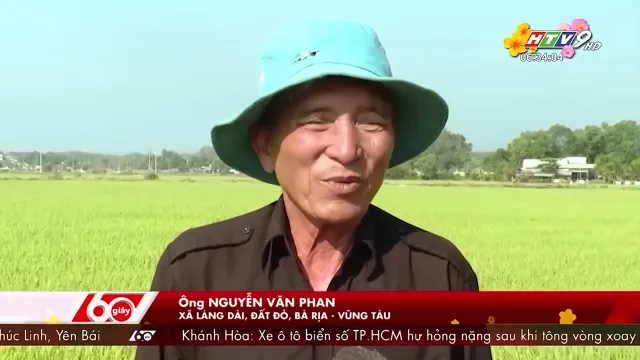 HTV9 HD
06:34:04
60 giây
Ông NGUYỄN VĂN PHAN
XÃ LÁNG DÀI, ĐẤT ĐỎ, BÀ RỊA - VŨNG TÀU
húc Linh, Yên Bái
Khánh Hòa: Xe ô tô biển số TP.HCM hư hỏng nặng sau khi tông vòng xoay